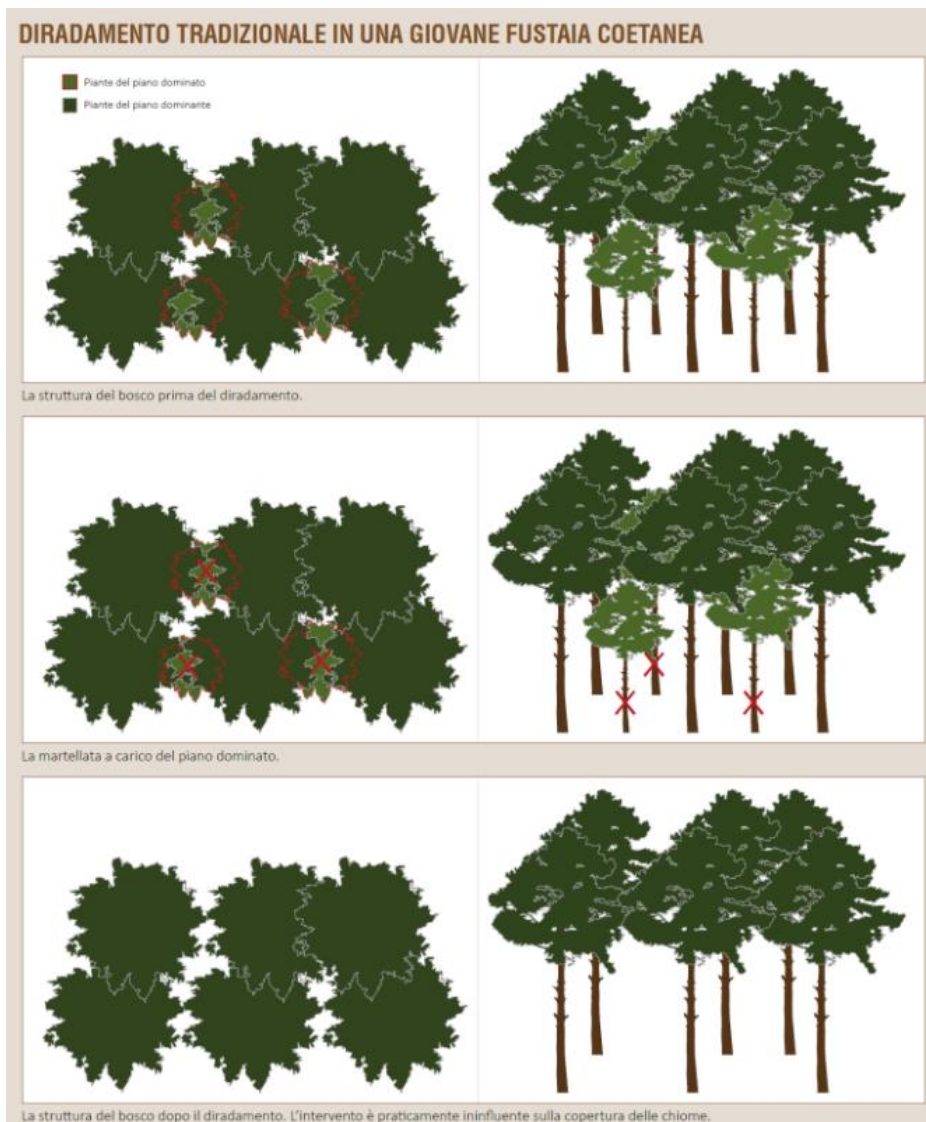 DIRADAMENTO TRADIZIONALE IN UNA GIOVANE FUSTAIA COETANEA
Piante del piano dominato
Piante del piano dominante
La struttura del bosco prima del diradamento.
La martellata a carico del piano dominato.
La struttura del bosco dopo il diradamento. L'intervento è praticamente ininfluente sulla copertura delle chiome.